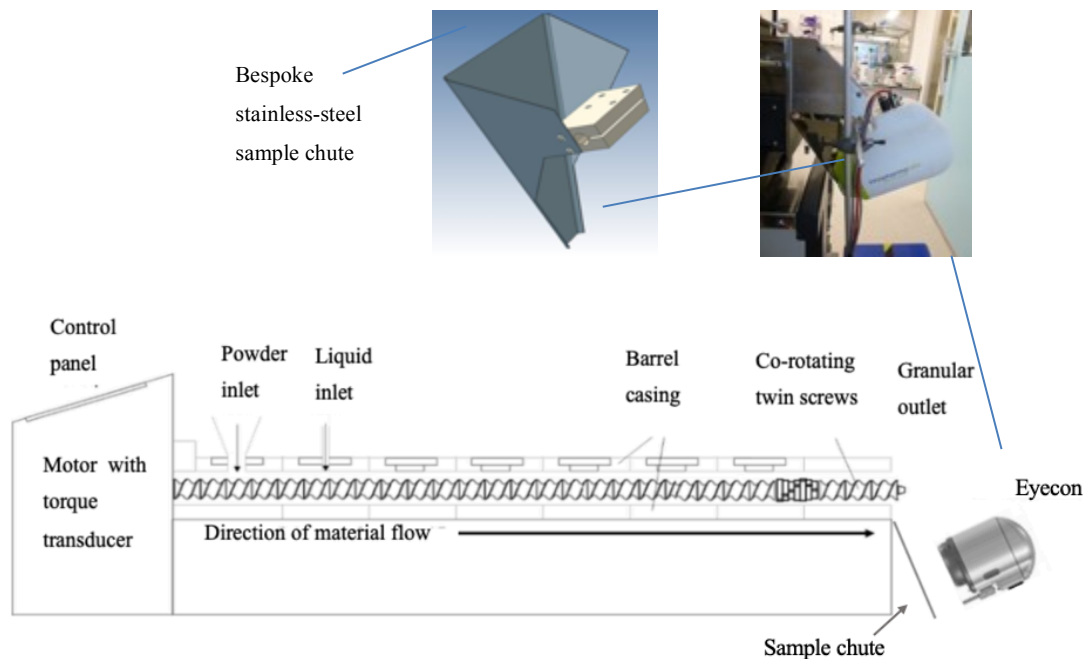 Bespoke
stainless-steel
sample chute
Control
panel
Powder
inlet
Liquid
inlet
Barrel
casing
Co-rotating
twin screws
Granular
outlet
Motor with
torque
transducer
Direction of material flow
Eyecon
Sample chute